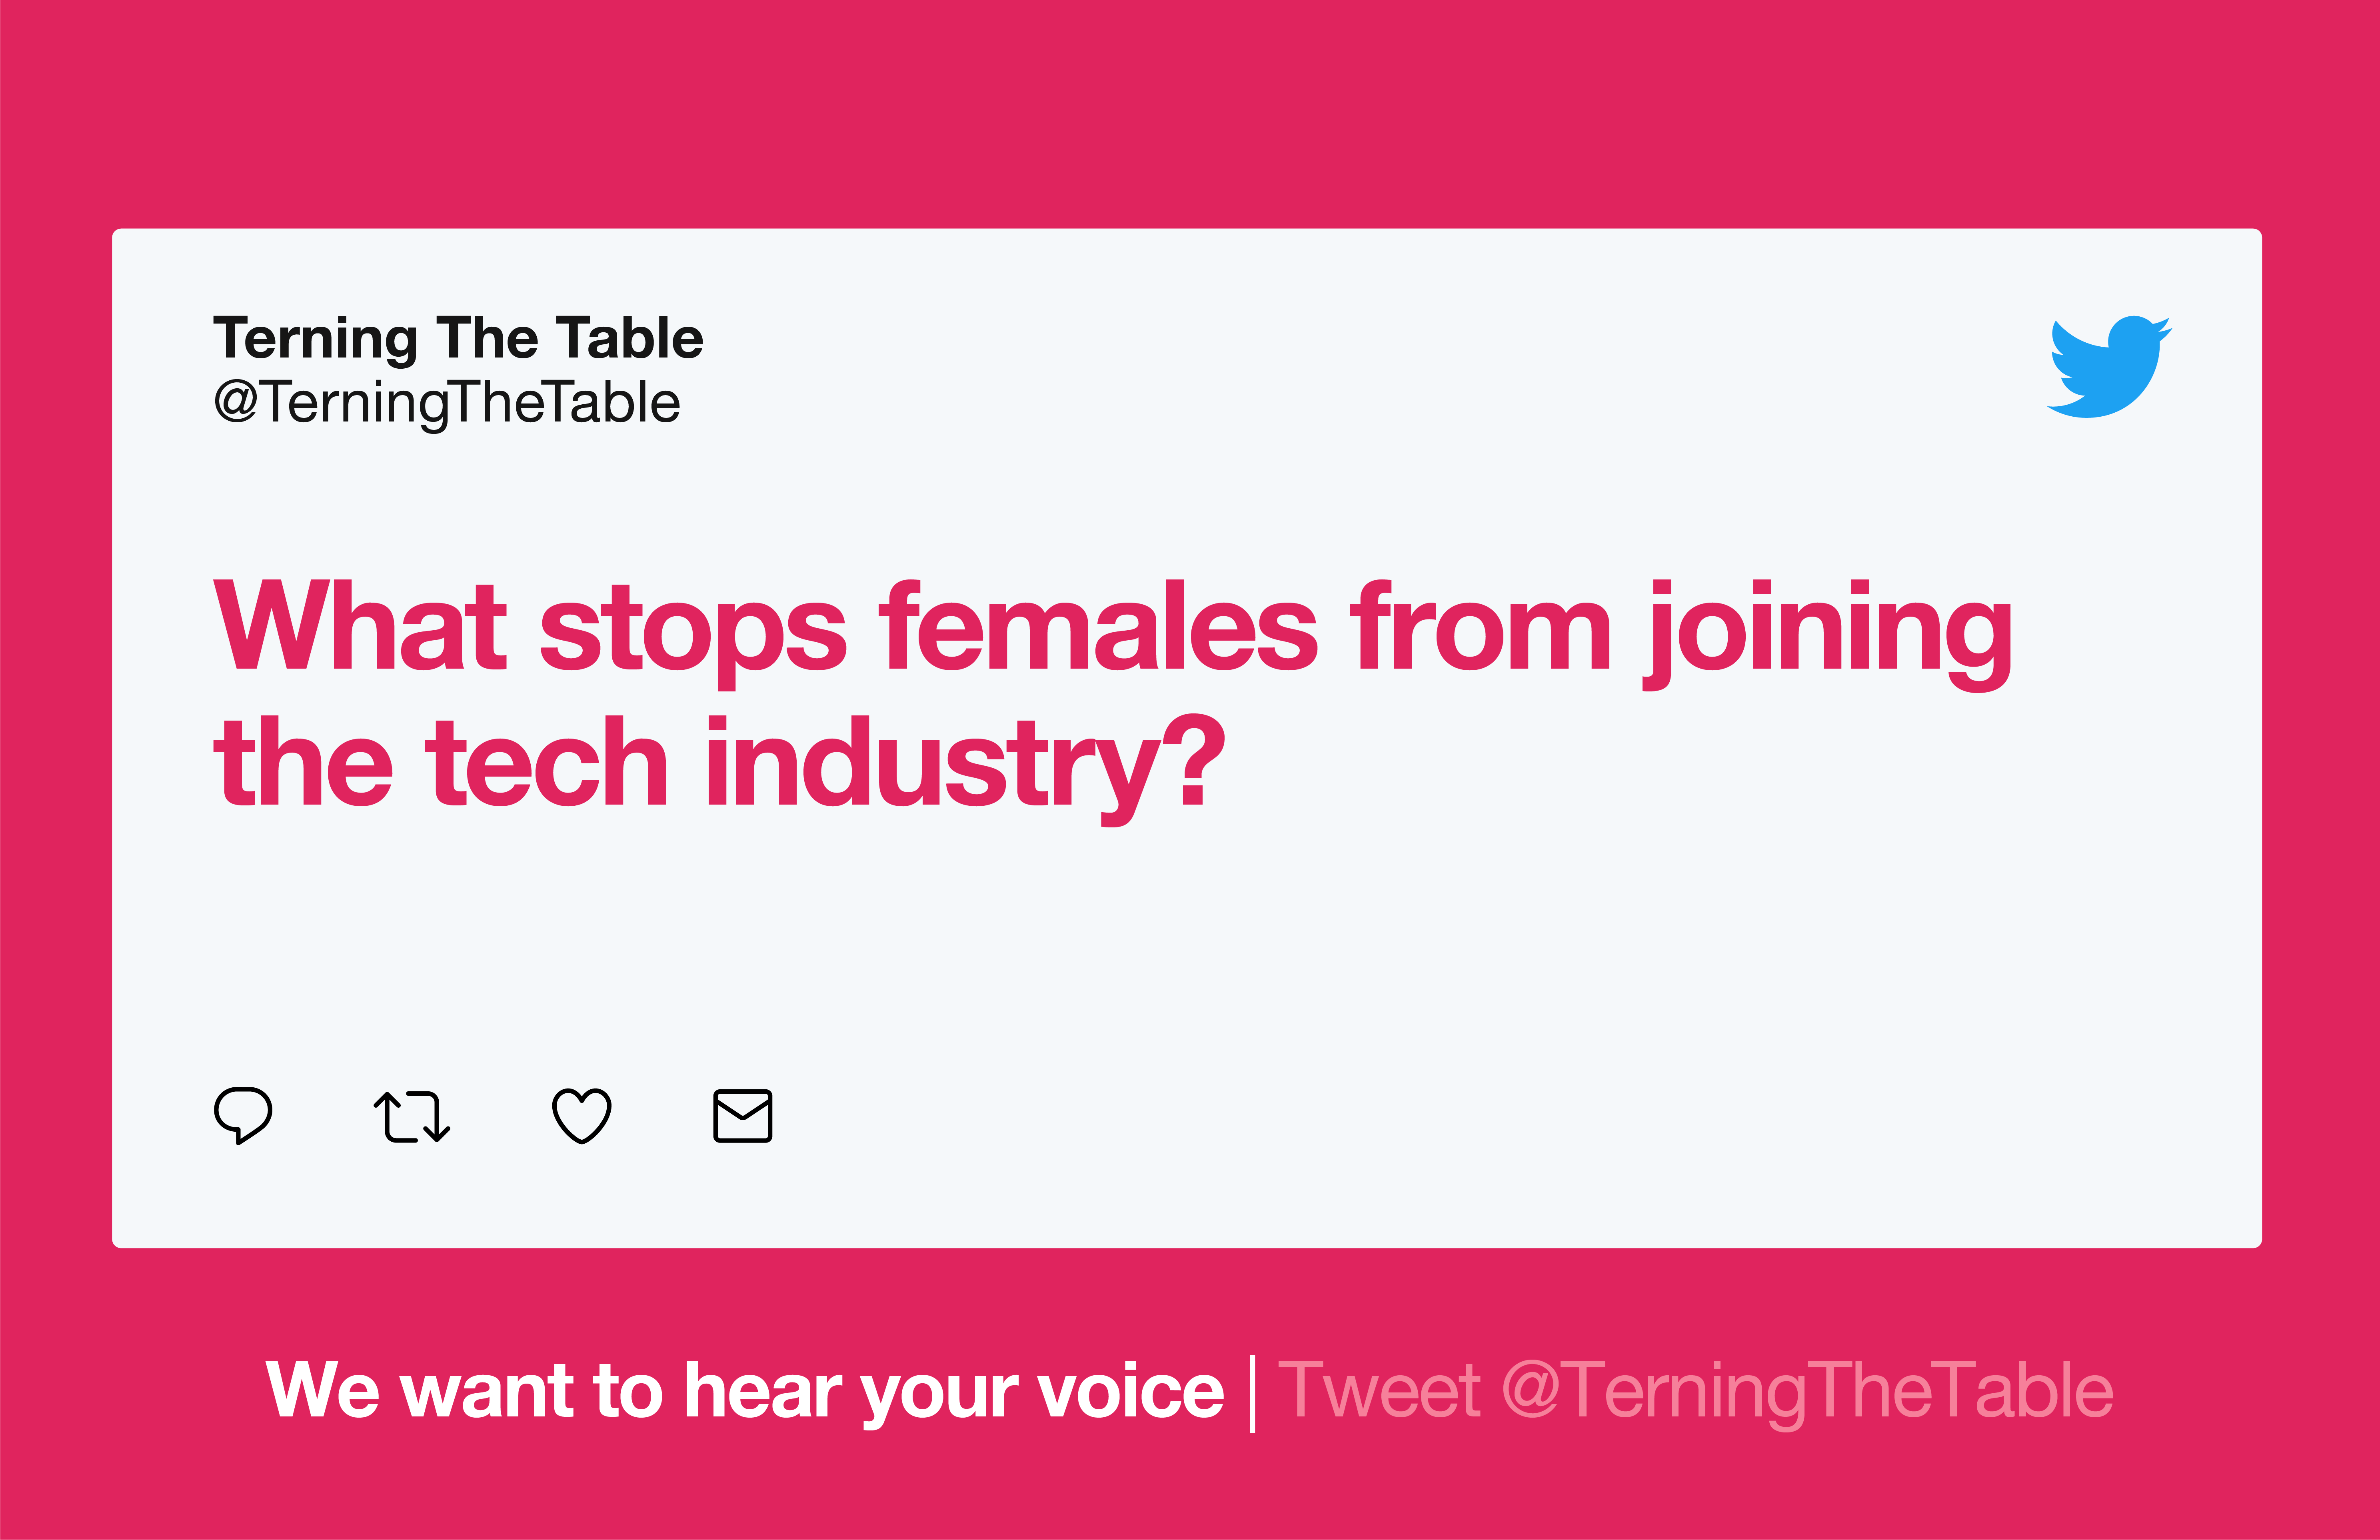 Terning The Table
@TerningTheTable
What stops females from joining
the tech industry?
We want to hear your voice | Tweet @TerningTheTable